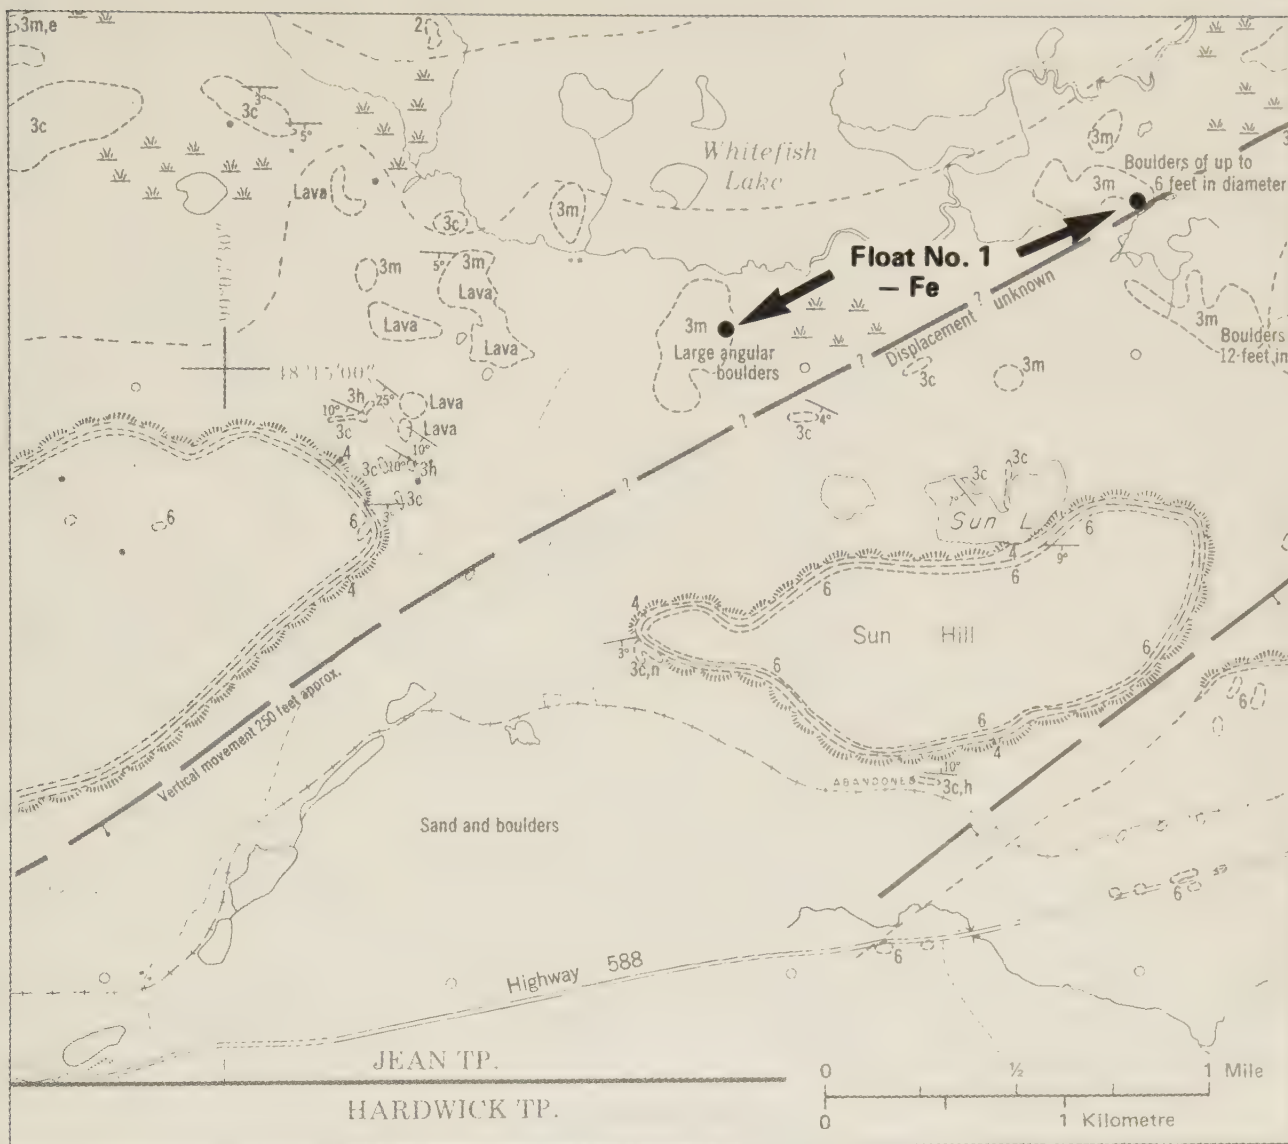 3m,e
2
3c
3°
3c
5°
Whitefish
Lake
3m
Boulders of up to
6 feet in diameter
3m
Lava
3m
3c
Float No. 1
– Fe
5°
3m
3m
Lava
Lava
Lava
3m
Large angular
boulders
?
?
?
?
Displacement unknown
3c
3m
3m
Boulders
12-feet in
48°15'00"
3h
25°
10°
3c
Lava
Lava
10°
3c
4°
4
3c
10°
3h
3c
3c
3c
6
6
3°
Sun L
4
6
6
9°
6
4
4
Sun Hill
3°
3c,n
6
6
6
Vertical movement 250 feet approx.
6
4
10°
ABANDONED
3c,h
Sand and boulders
6
Highway 588
6
JEAN TP.
HARDWICK TP.
0 ½ 1 Mile
0 1 Kilometre